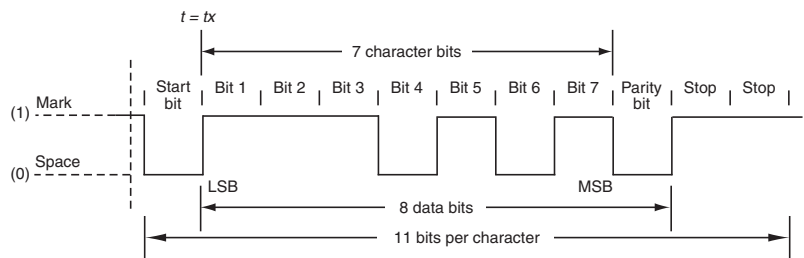 t = tx
7 character bits
Start bit
Bit 1 Bit 2 Bit 3 Bit 4 Bit 5 Bit 6 Bit 7
Parity bit
Stop Stop
(1) Mark
(0) Space
LSB MSB
8 data bits
11 bits per character